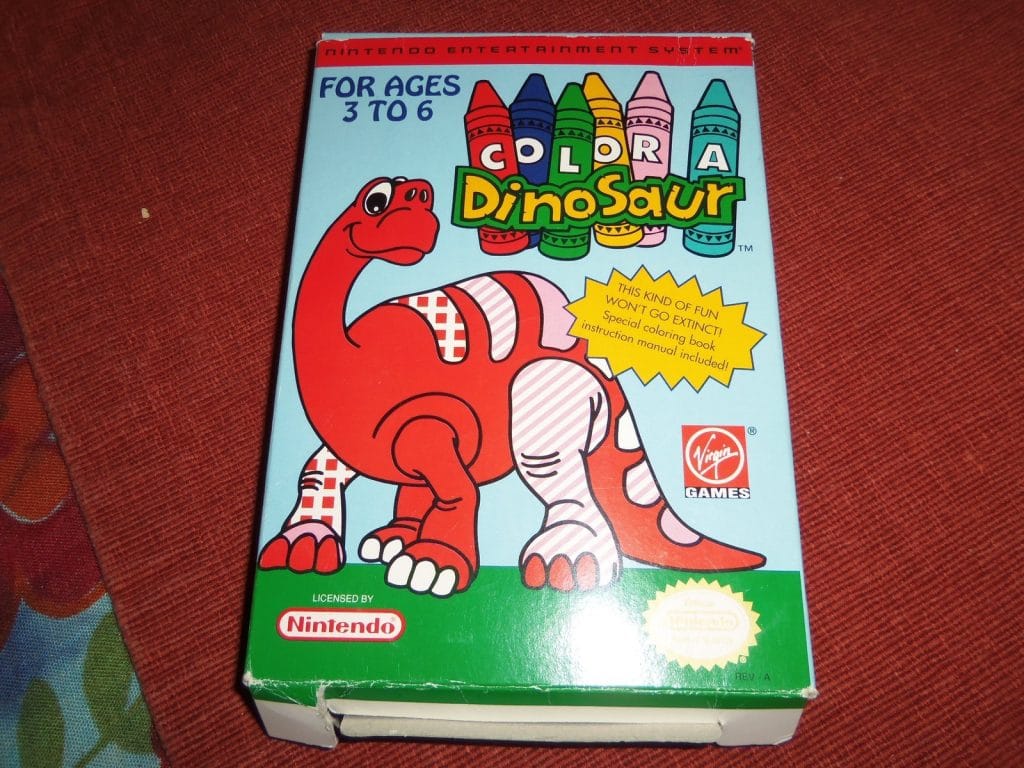 NINTENDO ENTERTAINMENT SYSTEM®
FOR AGES
3 TO 6
COLOR A
DinoSaur
TM
THIS KIND OF FUN
WON'T GO EXTINCT!
Special coloring book
instruction manual included!
Virgin®
GAMES
LICENSED BY
Nintendo®
Nintendo
®
REV / A